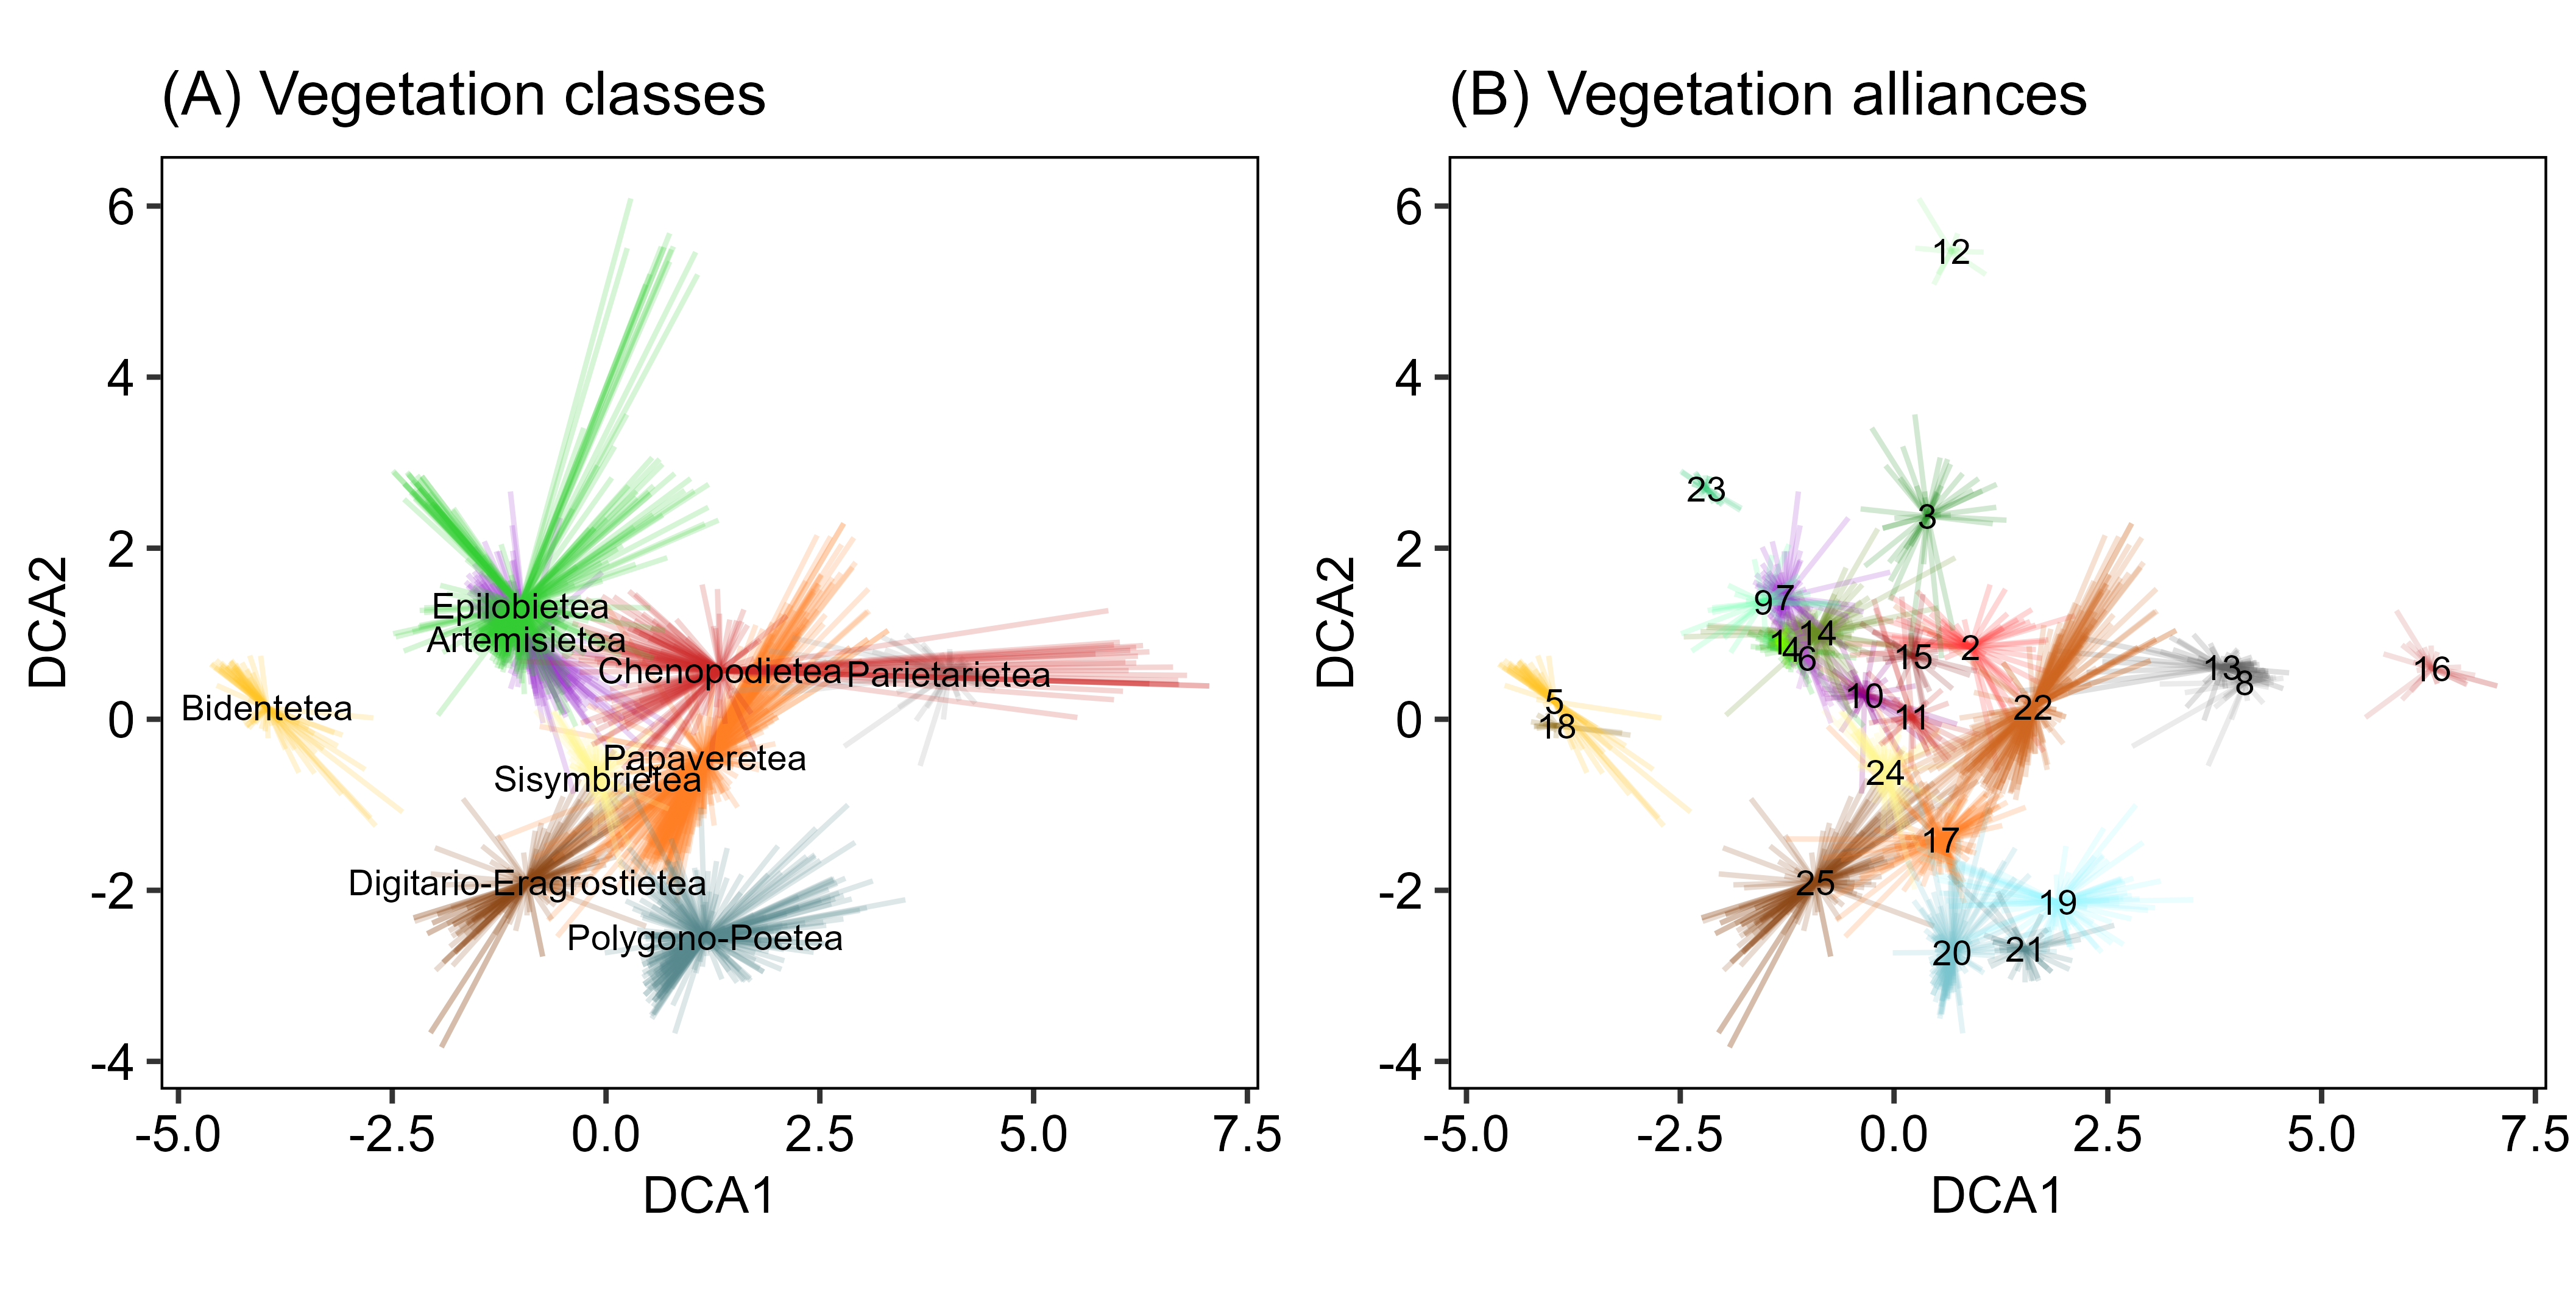 (A) Vegetation classes
6
4
2
0
-2
-4
DCA2
Epilobietea
Artemisietea
Chenopodietea
Parietarietea
Bidentetea
Papaveretea
Sisymbrietea
Digitario-Eragrostietea
Polygono-Poetea
-5.0 -2.5 0.0 2.5 5.0 7.5
DCA1
(B) Vegetation alliances
6
4
2
0
-2
-4
DCA2
12
23
3
9 7
1 14
4
6
15 2
13 16
8
5
10
22
11
18
24
17
25
19
20 21
-5.0 -2.5 0.0 2.5 5.0 7.5
DCA1